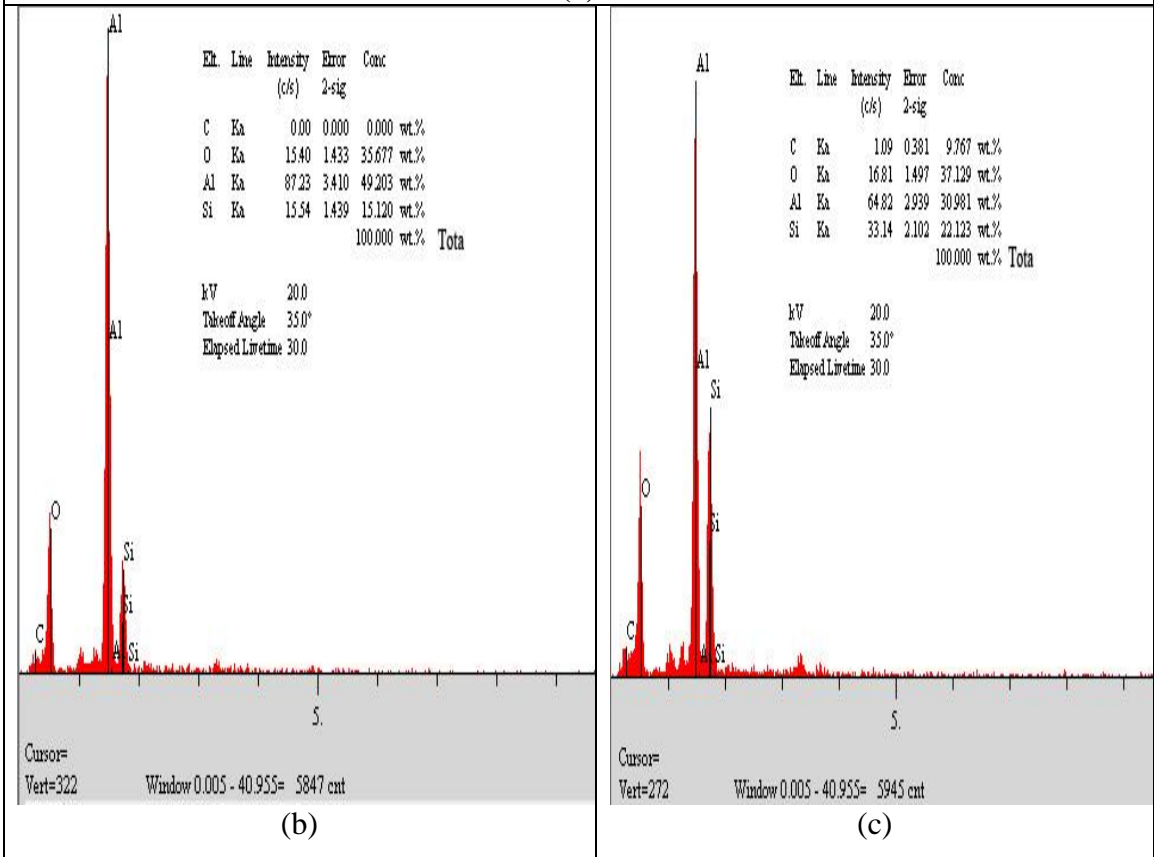 Al
Elt. Line Intensity Error Conc
(c/s) 2-sig
C Ka 0.00 0.000 0.000 wt.%
O Ka 15.40 1.433 35.677 wt.%
Al Ka 87.23 3.410 49.203 wt.%
Si Ka 15.54 1.439 15.120 wt.%
100.000 wt.% Tota
kV 20.0
Takeoff Angle 35.0°
Elapsed Livetime 30.0
Al
O
Si
Si
C
A Si
5.
Cursor=
Vert=322 Window 0.005 - 40.955= 5847 cnt
(b)
Al
Elt. Line Intensity Error Conc
(c/s) 2-sig
C Ka 1.09 0.381 9.767 wt.%
O Ka 16.81 1.497 37.129 wt.%
Al Ka 64.82 2.939 30.981 wt.%
Si Ka 33.14 2.102 22.123 wt.%
100.000 wt.% Tota
kV 20.0
Takeoff Angle 35.0°
Elapsed Livetime 30.0
Al
Si
O
Si
C
A Si
5.
Cursor=
Vert=272 Window 0.005 - 40.955= 5945 cnt
(c)